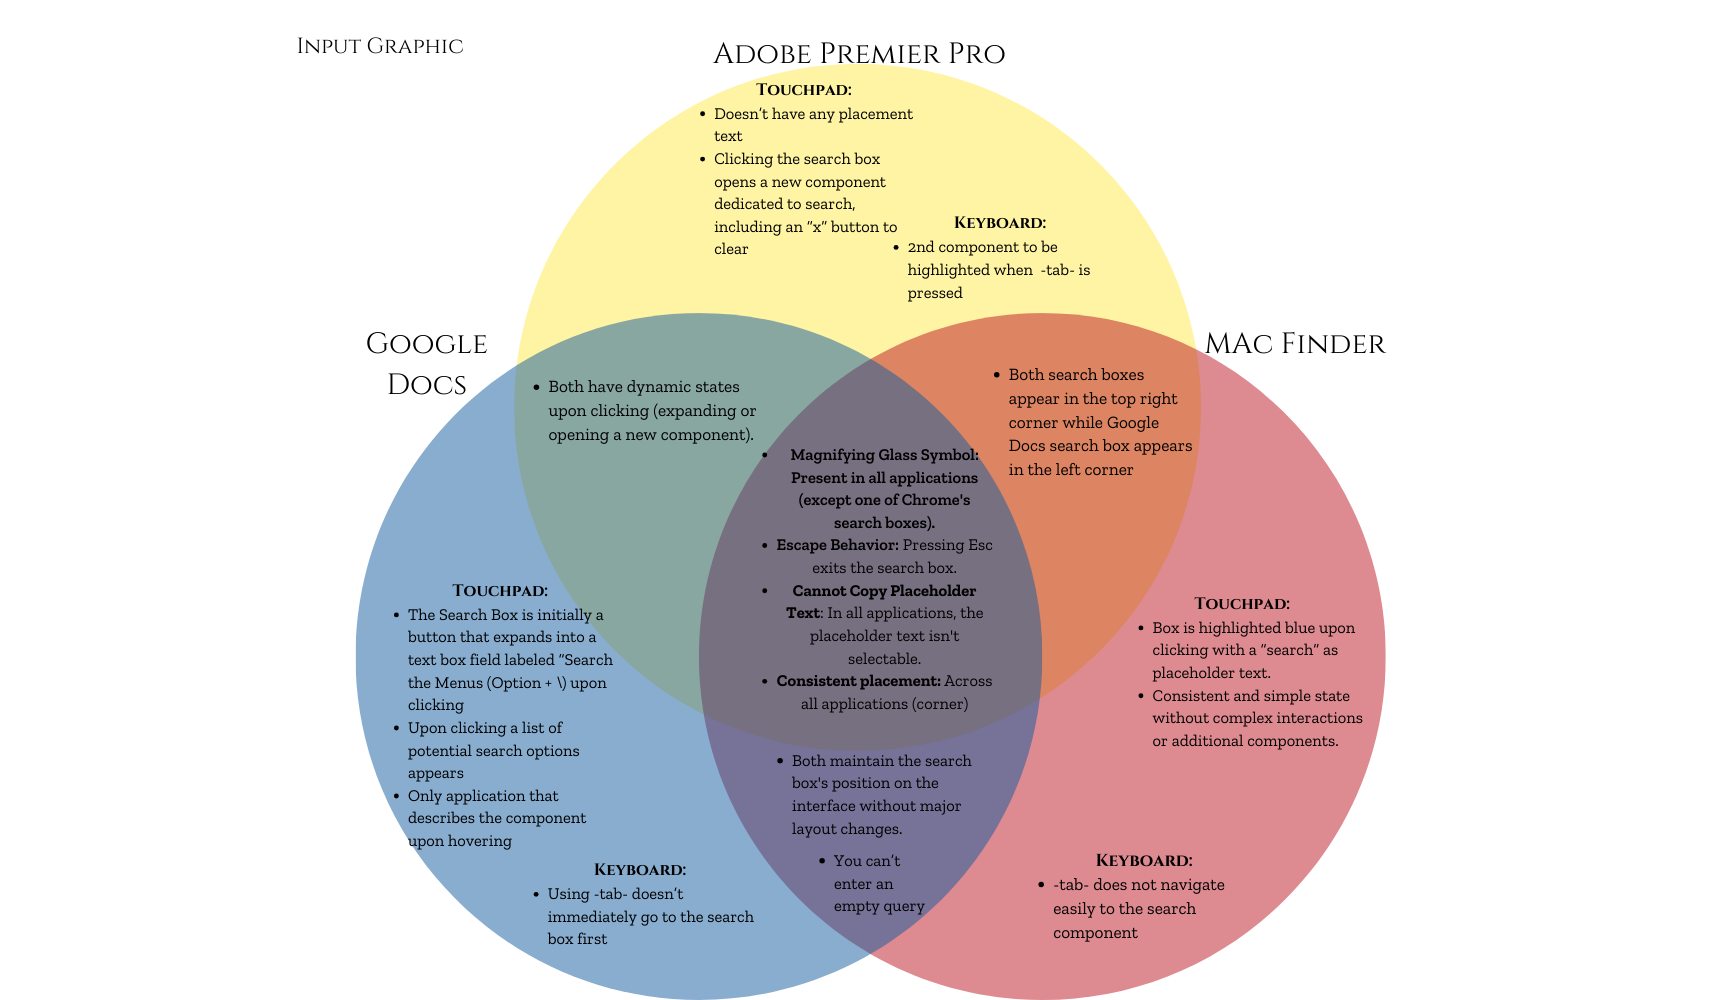 Input Graphic
Adobe Premier Pro
Touchpad:
• Doesn't have any placement
text
• Clicking the search box
opens a new component
dedicated to search,
including an "x" button to
clear
Keyboard:
• 2nd component to be
highlighted when -tab- is
pressed
Google
Docs
MAc Finder
• Both have dynamic states
upon clicking (expanding or
opening a new component).
• Both search boxes
appear in the top right
corner while Google
Docs search box appears
in the left corner
• Magnifying Glass Symbol:
Present in all applications
(except one of Chrome's
search boxes).
• Escape Behavior: Pressing Esc
exits the search box.
• Cannot Copy Placeholder
Text: In all applications, the
placeholder text isn't
selectable.
• Consistent placement: Across
all applications (corner)
Touchpad:
• The Search Box is initially a
button that expands into a
text box field labeled "Search
the Menus (Option + \) upon
clicking
• Upon clicking a list of
potential search options
appears
• Only application that
describes the component
upon hovering
Keyboard:
• Using -tab- doesn't
immediately go to the search
box first
• Both maintain the search
box's position on the
interface without major
layout changes.
• You can't
enter an
empty query
Touchpad:
• Box is highlighted blue upon
clicking with a "search" as
placeholder text.
• Consistent and simple state
without complex interactions
or additional components.
Keyboard:
• -tab- does not navigate
easily to the search
component